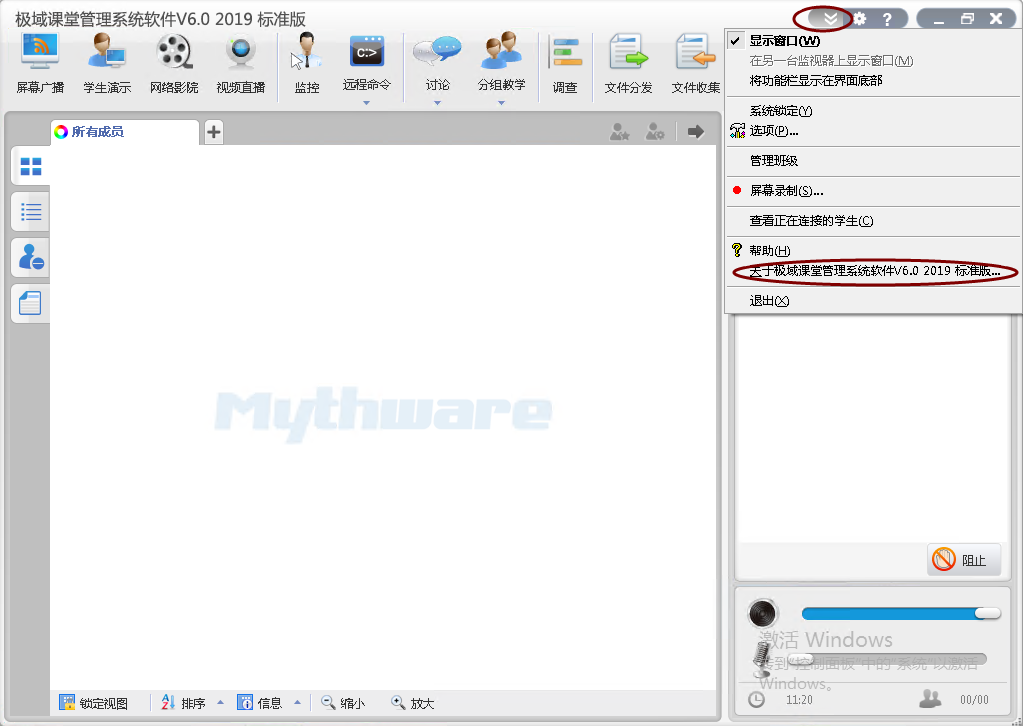 极域课堂管理系统软件V6.0 2019 标准版
屏幕广播
学生演示
网络影院
视频直播
监控
远程命令
讨论
分组教学
调查
文件分发
文件收集
显示窗口(W)
在另一台监视器上显示窗口(M)
将功能栏显示在界面底部
系统锁定(Y)
选项(P)...
管理班级
屏幕录制(S)...
查看正在连接的学生(C)
帮助(H)
关于极域课堂管理系统软件V6.0 2019 标准版...
退出(X)
所有成员
Mythware
阻止
激活 Windows
转到"控制面板"中的"系统"以激活
Windows。
11:20
00/00
锁定视图
排序
信息
缩小
放大